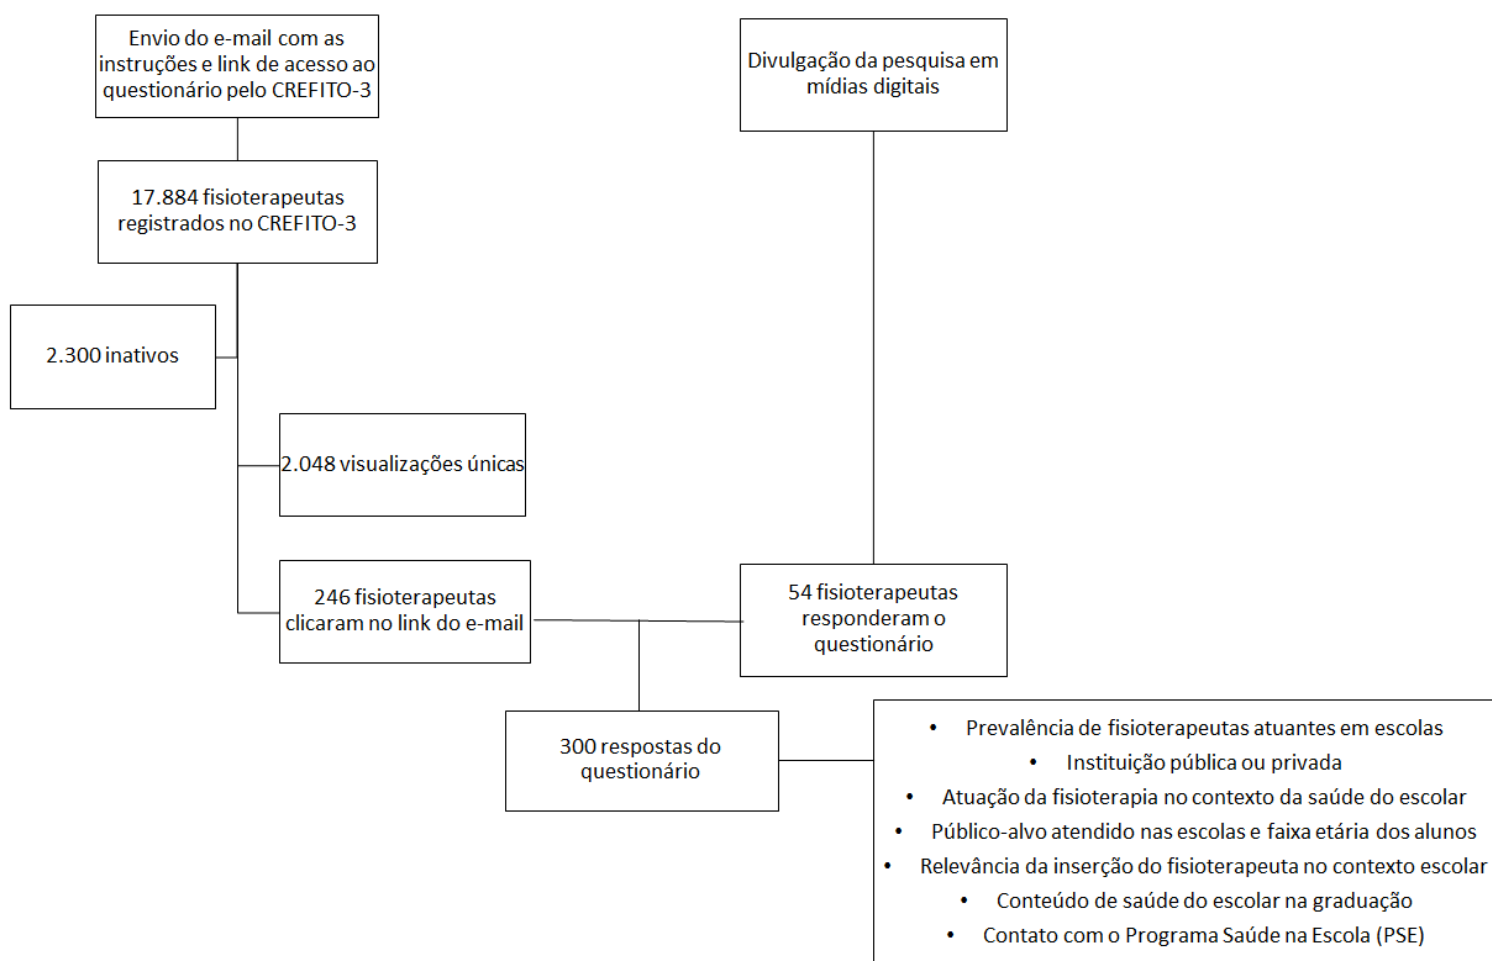 Envio do e-mail com as
instruções e link de acesso ao
questionário pelo CREFITO-3
Divulgação da pesquisa em
mídias digitais
17.884 fisioterapeutas
registrados no CREFITO-3
2.300 inativos
2.048 visualizações únicas
246 fisioterapeutas
clicaram no link do e-mail
54 fisioterapeutas
responderam o
questionário
300 respostas do
questionário
• Prevalência de fisioterapeutas atuantes em escolas
• Instituição pública ou privada
• Atuação da fisioterapia no contexto da saúde do escolar
• Público-alvo atendido nas escolas e faixa etária dos alunos
• Relevância da inserção do fisioterapeuta no contexto escolar
• Conteúdo de saúde do escolar na graduação
• Contato com o Programa Saúde na Escola (PSE)